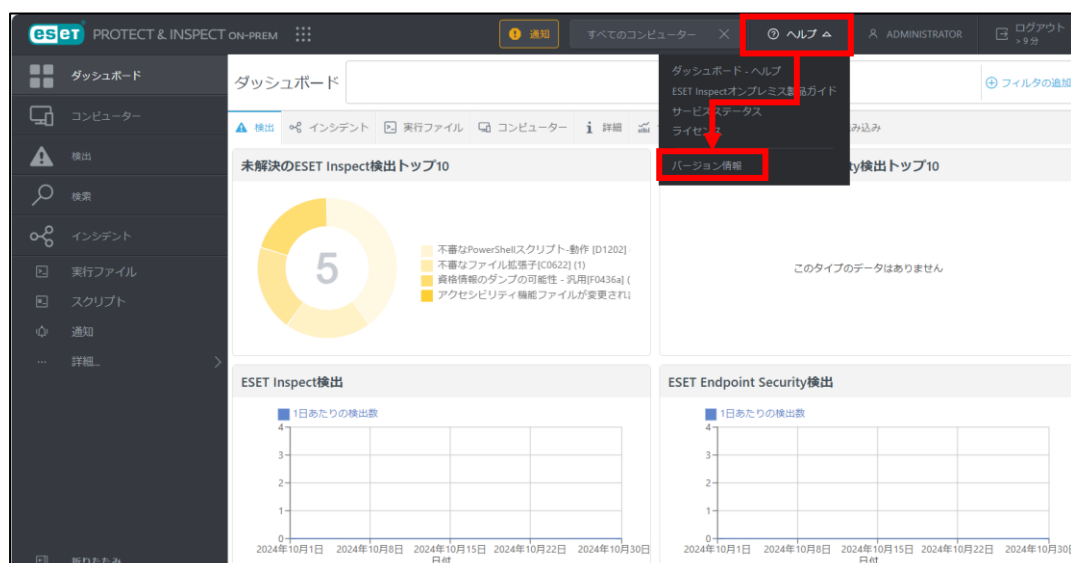 eset PROTECT & INSPECT ON-PREM
通知
すべてのコンピューター
ヘルプ
ADMINISTRATOR
ログアウト
> 9 分
ダッシュボード
コンピューター
検出
検索
インシデント
実行ファイル
スクリプト
通知
詳細...
ダッシュボード
フィルタの追加
検出 インシデント 実行ファイル コンピューター 詳細
み込み
ダッシュボード - ヘルプ
ESET Inspectオンプレミス製品ガイド
サービスステータス
ライセンス
バージョン情報
未解決のESET Inspect検出トップ10
5
不審なPowerShellスクリプト-動作 [D1202]
不審なファイル拡張子[C0622] (1)
資格情報のダンプの可能性 - 汎用[F0436a] (
アクセシビリティ機能ファイルが変更され
ty検出トップ10
このタイプのデータはありません
ESET Inspect検出
1日あたりの検出数
4
3
2
1
0
2024年10月1日 2024年10月8日 2024年10月15日 2024年10月22日 2024年10月30日
日付
ESET Endpoint Security検出
1日あたりの検出数
4
3
2
1
0
2024年10月1日 2024年10月8日 2024年10月15日 2024年10月22日 2024年10月30日
日付